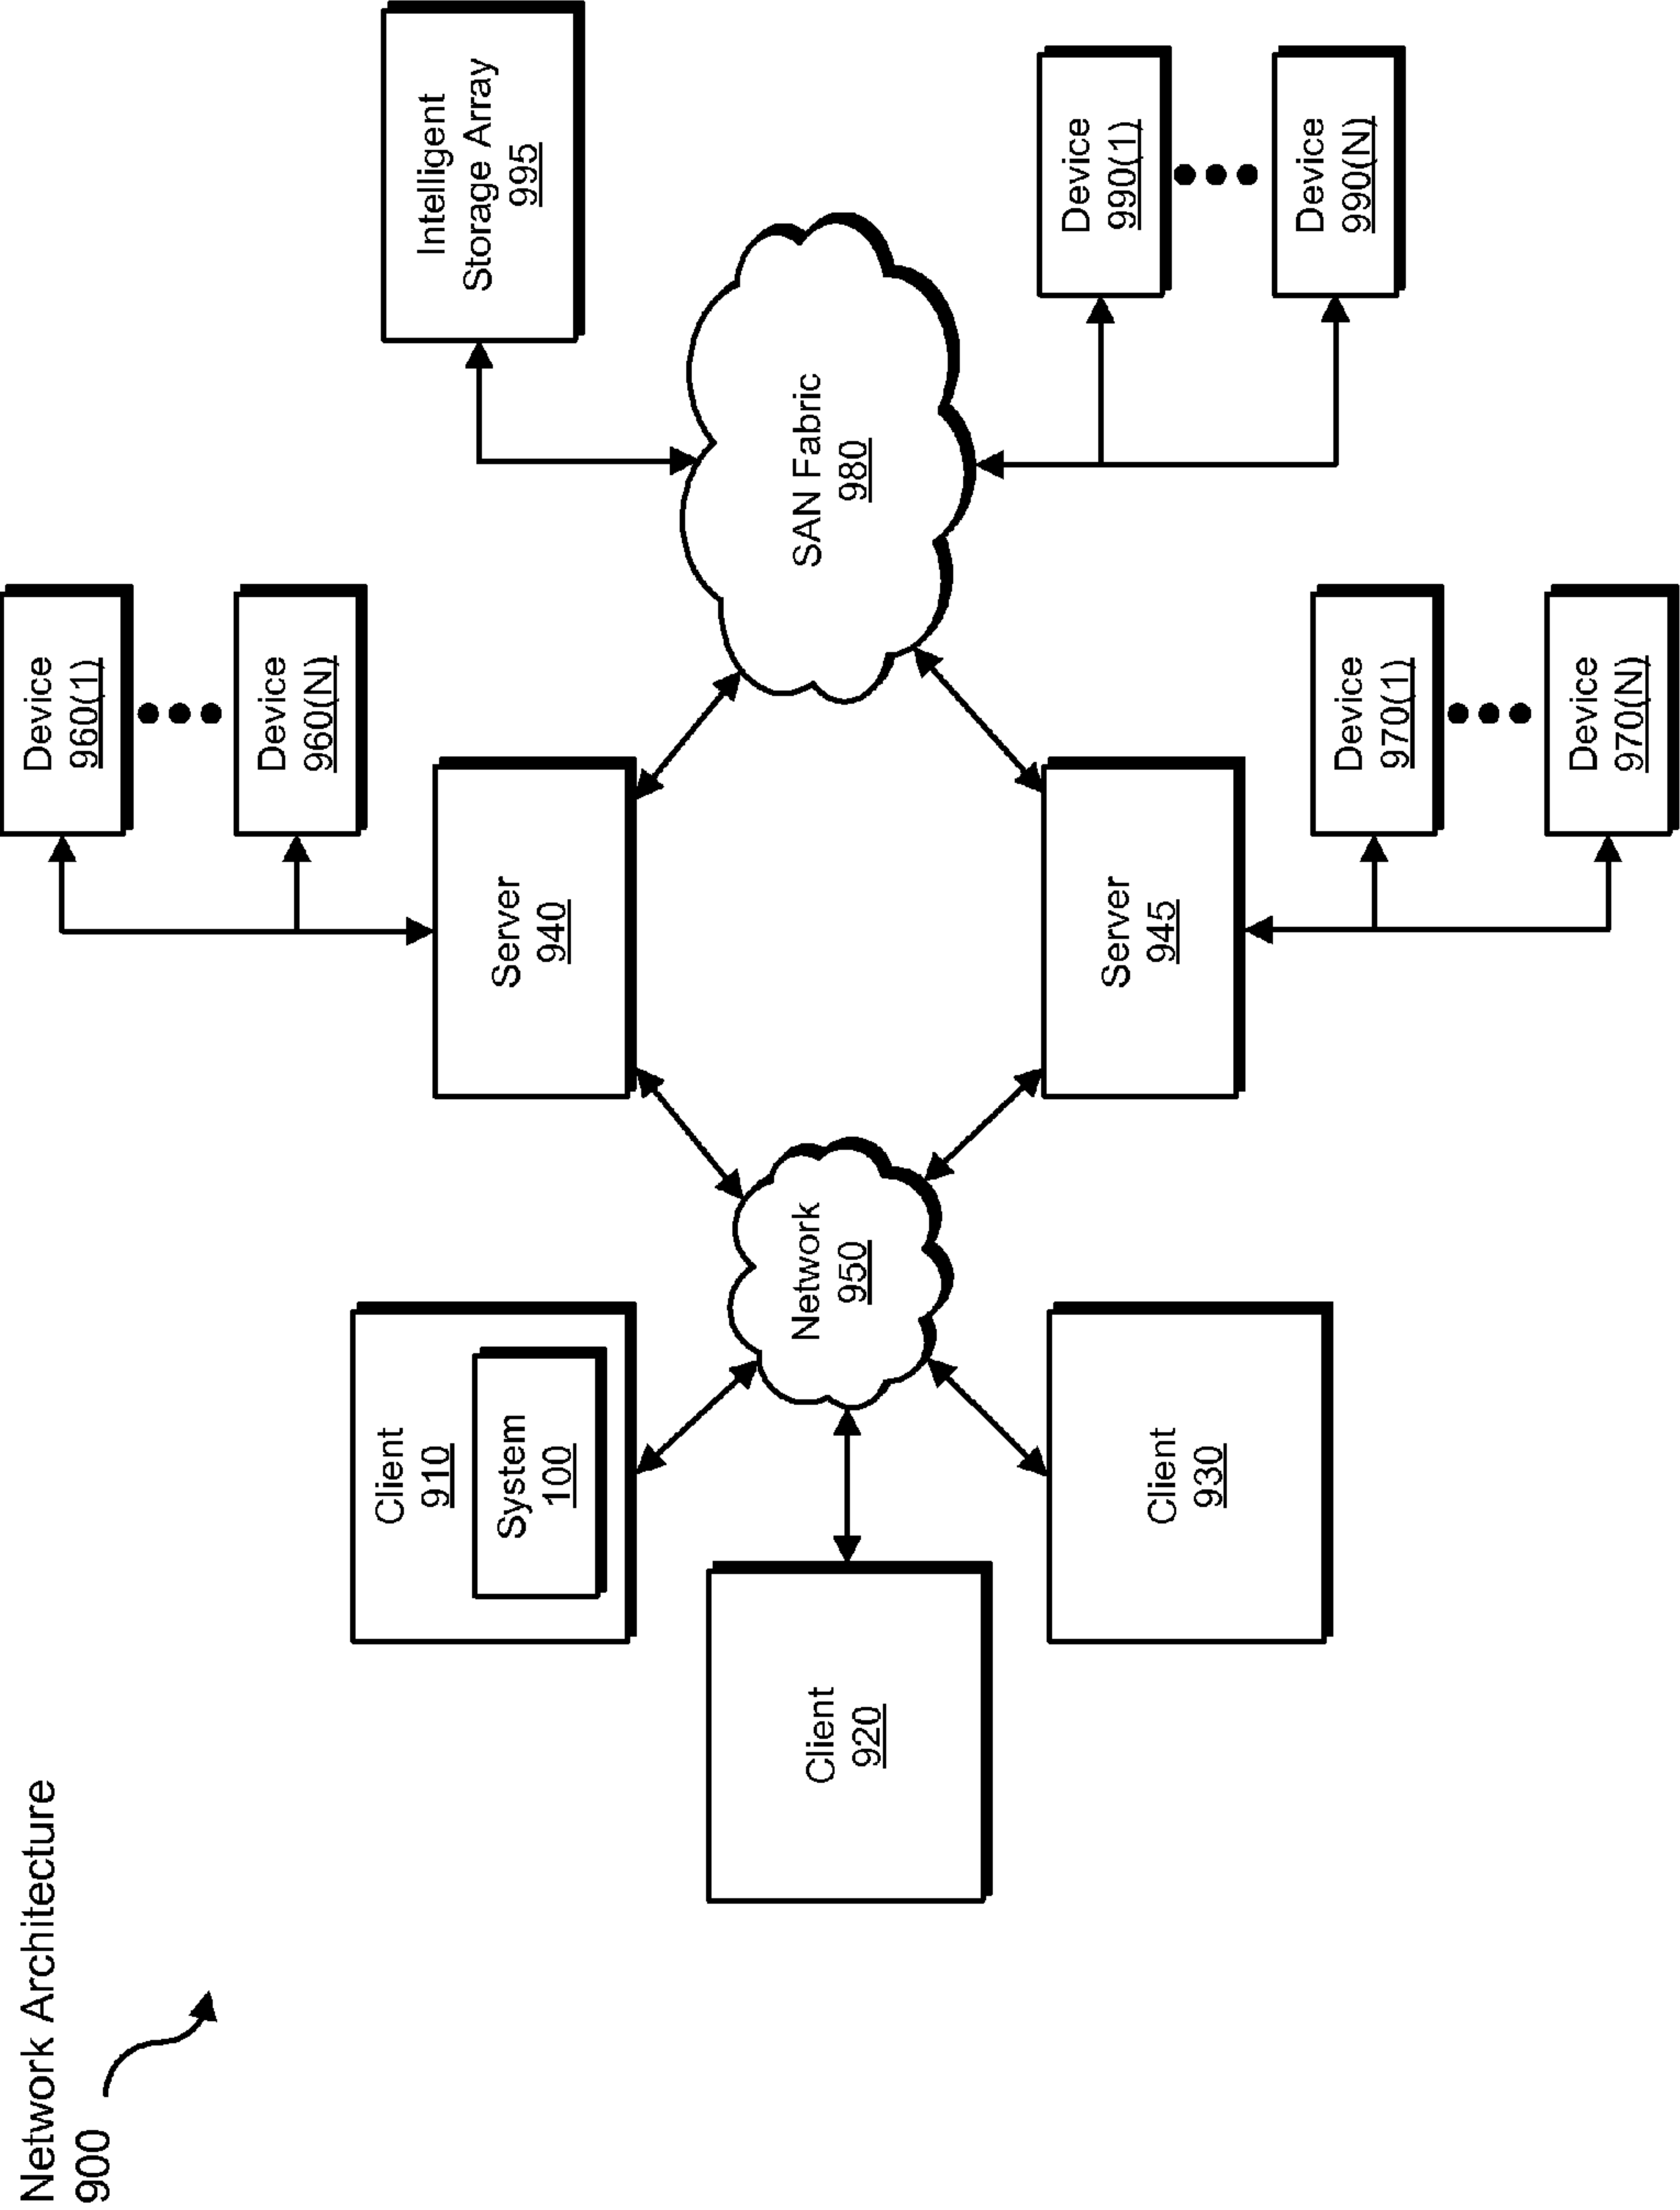 Network Architecture
900
Client
910
System
100
Client
920
Client
930
Network
950
Server
940
Server
945
Device
960(1)
Device
960(N)
Device
970(1)
Device
970(N)
SAN Fabric
980
Intelligent
Storage Array
995
Device
990(1)
Device
990(N)